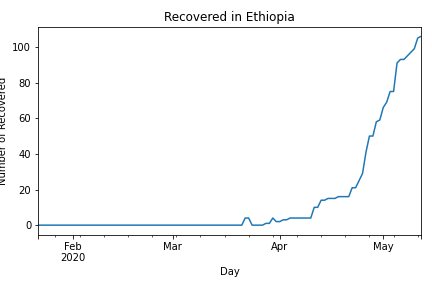 Recovered in Ethiopia
Number of Recovered
100
80
60
40
20
0
Feb
2020
Mar
Apr
May
Day